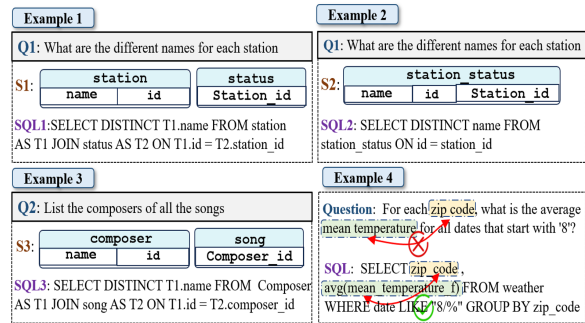 Example 1
Q1: What are the different names for each station
S1:
station
name
id
status
Station_id
SQL1:SELECT DISTINCT T1.name FROM station
AS T1 JOIN status AS T2 ON T1.id = T2.station_id
Example 2
Q1: What are the different names for each station
S2:
station_status
name
id
Station_id
SQL2: SELECT DISTINCT name FROM
station_status ON id = station_id
Example 3
Q2: List the composers of all the songs
S3:
composer
name
id
song
Composer_id
SQL3: SELECT DISTINCT T1.name FROM Composer
AS T1 JOIN song AS T2 ON T1.id = T2.composer_id
Example 4
Question: For each zip code, what is the average
mean temperature for all dates that start with '8'?
SQL: SELECT zip_code,
avg(mean_temperature_f) FROM weather
WHERE date LIKE "8/%" GROUP BY zip_code